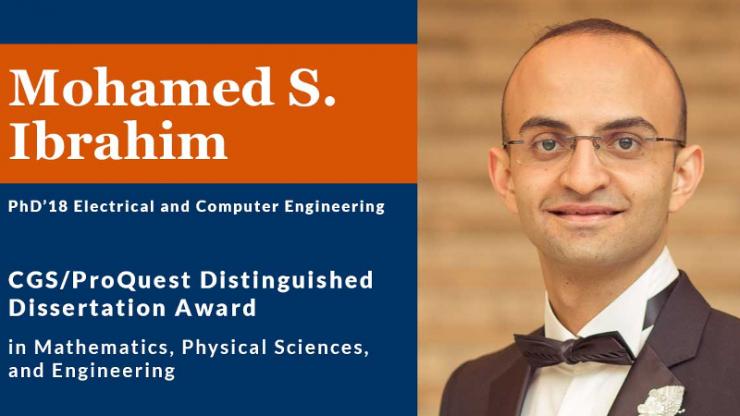 Mohamed S.
Ibrahim
PhD’18 Electrical and Computer Engineering
CGS/ProQuest Distinguished
Dissertation Award
in Mathematics, Physical Sciences,
and Engineering